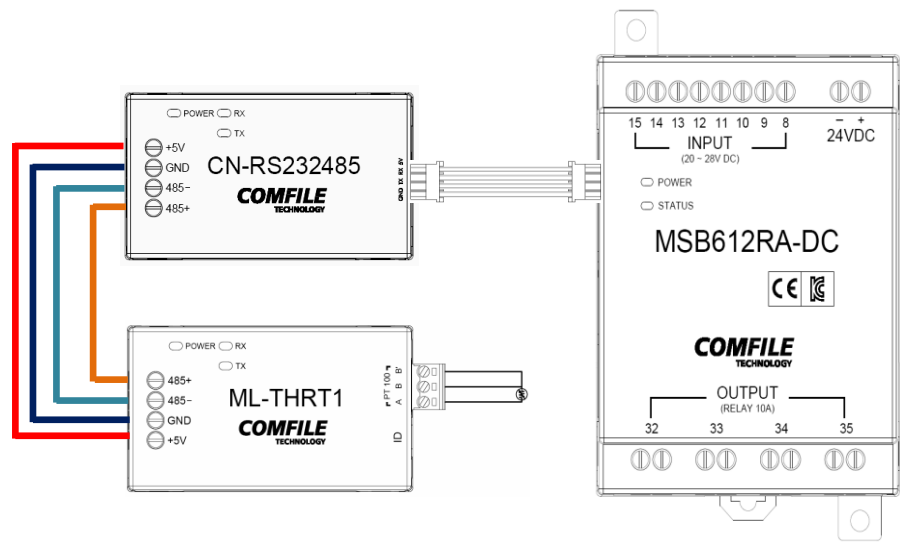 POWER RX
TX
+5V
GND
485-
485+
CN-RS232485
COMFILE
TECHNOLOGY
GND TX RX 5V
15 14 13 12 11 10 9 8
INPUT
(20 ~ 28V DC)
- +
24VDC
POWER
STATUS
MSB612RA-DC
CE
COMFILE
TECHNOLOGY
OUTPUT
(RELAY 10A)
32 33 34 35
POWER RX
TX
485+
485-
GND
+5V
ML-THRT1
COMFILE
TECHNOLOGY
PT 100
A B B'
ID